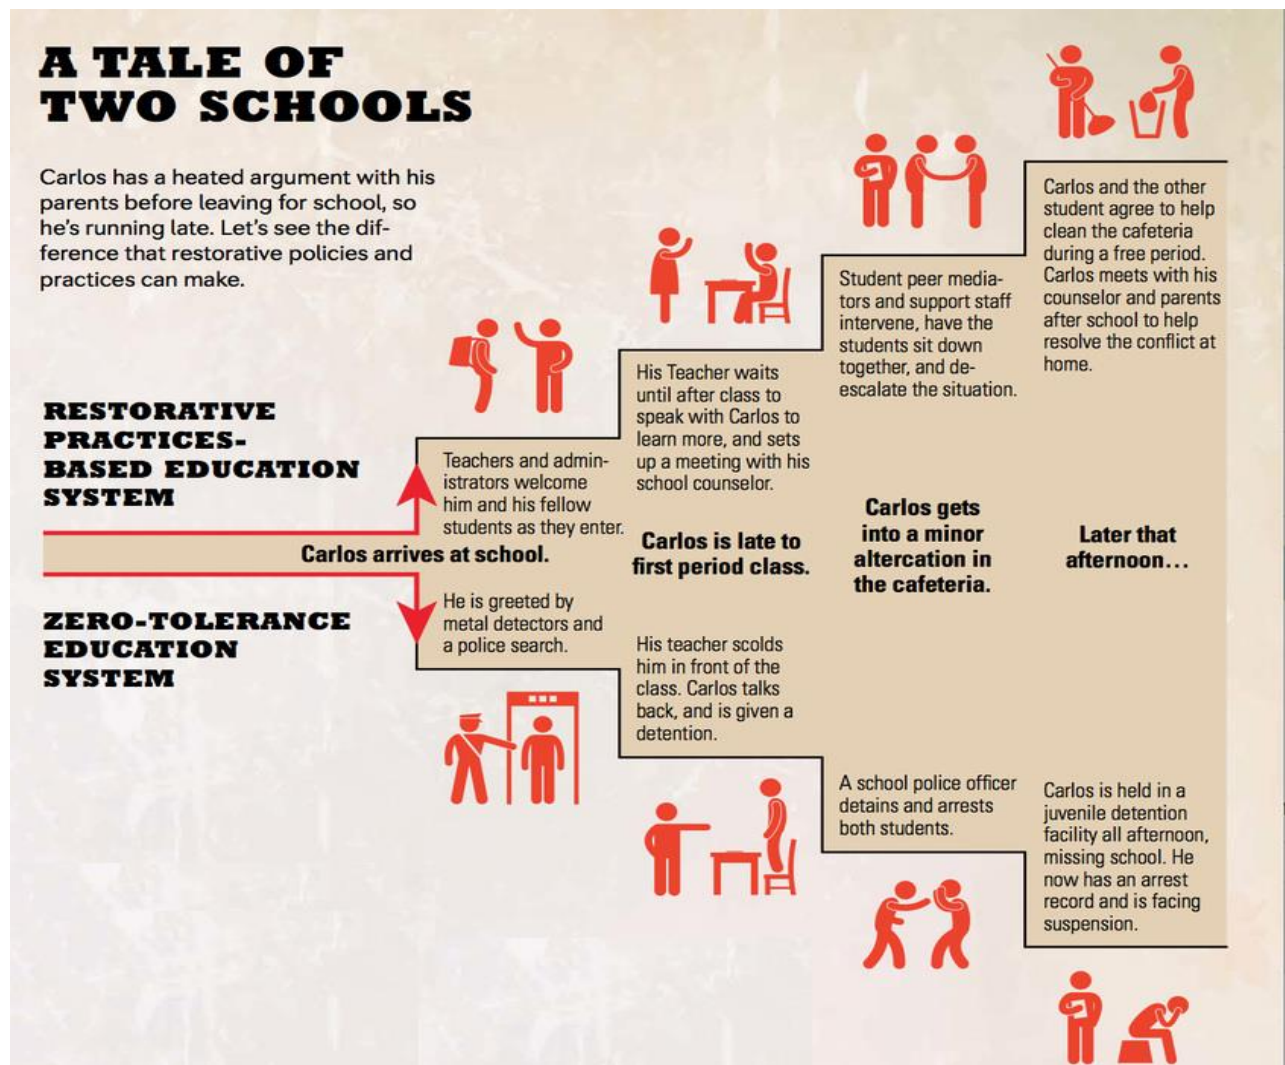 A TALE OF
TWO SCHOOLS
Carlos has a heated argument with his
parents before leaving for school, so
he's running late. Let's see the dif-
ference that restorative policies and
practices can make.
RESTORATIVE
PRACTICES-
BASED EDUCATION
SYSTEM
Teachers and admin-
istrators welcome
him and his fellow
students as they enter.
His Teacher waits
until after class to
speak with Carlos to
learn more, and sets
up a meeting with his
school counselor.
Student peer media-
tors and support staff
intervene, have the
students sit down
together, and de-
escalate the situation.
Carlos and the other
student agree to help
clean the cafeteria
during a free period.
Carlos meets with his
counselor and parents
after school to help
resolve the conflict at
home.
Carlos arrives at school.
Carlos is late to
first period class.
Carlos gets
into a minor
altercation in
the cafeteria.
Later that
afternoon...
ZERO-TOLERANCE
EDUCATION
SYSTEM
He is greeted by
metal detectors and
a police search.
His teacher scolds
him in front of the
class. Carlos talks
back, and is given a
detention.
A school police officer
detains and arrests
both students.
Carlos is held in a
juvenile detention
facility all afternoon,
missing school. He
now has an arrest
record and is facing
suspension.